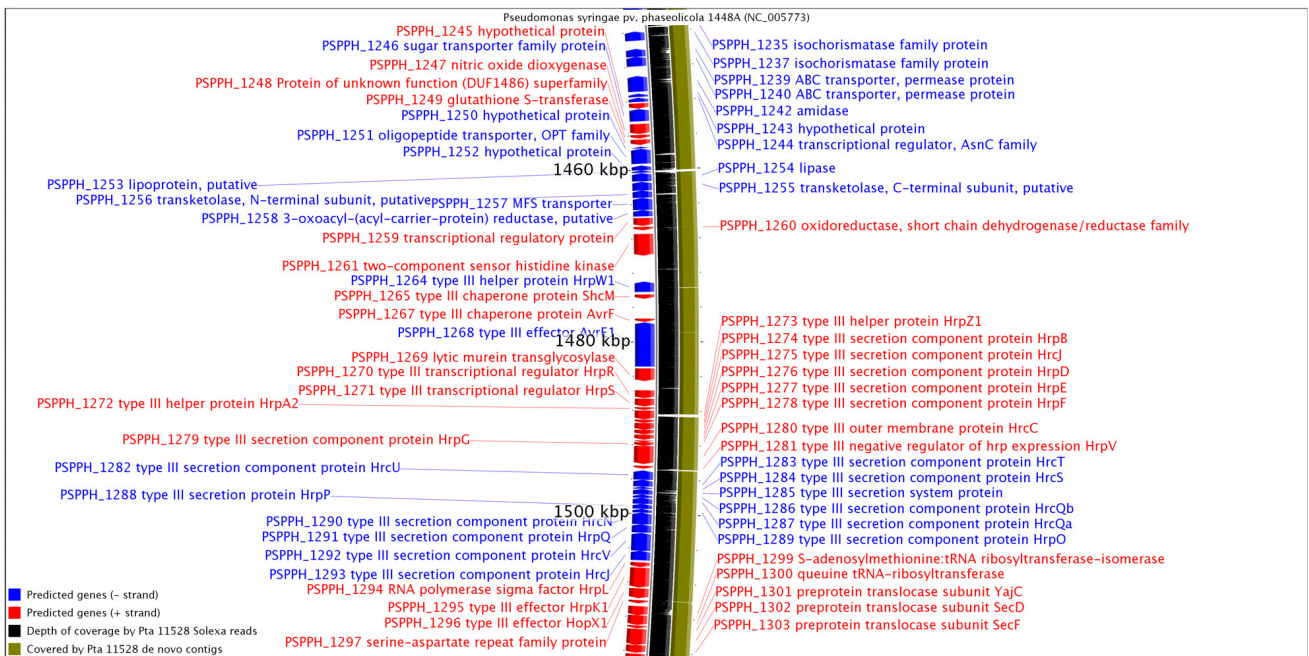 Pseudomonas syringae pv. phaseolicola 1448A (NC_005773)
PSPPH_1245 hypothetical protein
PSPPH_1246 sugar transporter family protein
PSPPH_1247 nitric oxide dioxygenase
PSPPH_1248 Protein of unknown function (DUF1486) superfamily
PSPPH_1249 glutathione S-transferase
PSPPH_1250 hypothetical protein
PSPPH_1251 oligopeptide transporter, OPT family
PSPPH_1252 hypothetical protein
1460 kbp
PSPPH_1253 lipoprotein, putative
PSPPH_1256 transketolase, N-terminal subunit, putative
PSPPH_1257 MFS transporter
PSPPH_1258 3-oxoacyl-(acyl-carrier-protein) reductase, putative
PSPPH_1259 transcriptional regulatory protein
PSPPH_1261 two-component sensor histidine kinase
PSPPH_1264 type III helper protein HrpW1
PSPPH_1265 type III chaperone protein ShcM
PSPPH_1267 type III chaperone protein AvrF
PSPPH_1268 type III effector AvrE1
1480 kbp
PSPPH_1269 lytic murein transglycosylase
PSPPH_1270 type III transcriptional regulator HrpR
PSPPH_1271 type III transcriptional regulator HrpS
PSPPH_1272 type III helper protein HrpA2
PSPPH_1279 type III secretion component protein HrpG
PSPPH_1282 type III secretion component protein HrcU
PSPPH_1288 type III secretion protein HrpP
1500 kbp
PSPPH_1290 type III secretion component protein HrcN
PSPPH_1291 type III secretion component protein HrpQ
PSPPH_1292 type III secretion component protein HrcV
PSPPH_1293 type III secretion component protein HrcJ
PSPPH_1294 RNA polymerase sigma factor HrpL
PSPPH_1295 type III effector HrpK1
PSPPH_1296 type III effector HopX1
PSPPH_1297 serine-aspartate repeat family protein
PSPPH_1235 isochorismatase family protein
PSPPH_1237 isochorismatase family protein
PSPPH_1239 ABC transporter, permease protein
PSPPH_1240 ABC transporter, permease protein
PSPPH_1242 amidase
PSPPH_1243 hypothetical protein
PSPPH_1244 transcriptional regulator, AsnC family
PSPPH_1254 lipase
PSPPH_1255 transketolase, C-terminal subunit, putative
PSPPH_1260 oxidoreductase, short chain dehydrogenase/reductase family
PSPPH_1273 type III helper protein HrpZ1
PSPPH_1274 type III secretion component protein HrpB
PSPPH_1275 type III secretion component protein HrcJ
PSPPH_1276 type III secretion component protein HrpD
PSPPH_1277 type III secretion component protein HrpE
PSPPH_1278 type III secretion component protein HrpF
PSPPH_1280 type III outer membrane protein HrcC
PSPPH_1281 type III negative regulator of hrp expression HrpV
PSPPH_1283 type III secretion component protein HrcT
PSPPH_1284 type III secretion component protein HrcS
PSPPH_1285 type III secretion system protein
PSPPH_1286 type III secretion component protein HrcQb
PSPPH_1287 type III secretion component protein HrcQa
PSPPH_1289 type III secretion component protein HrpO
PSPPH_1299 S-adenosylmethionine:tRNA ribosyltransferase-isomerase
PSPPH_1300 queuine tRNA-ribosyltransferase
PSPPH_1301 preprotein translocase subunit YajC
PSPPH_1302 preprotein translocase subunit SecD
PSPPH_1303 preprotein translocase subunit SecF
Predicted genes (- strand)
Predicted genes (+ strand)
Depth of coverage by Pta 11528 Solexa reads
Covered by Pta 11528 de novo contigs